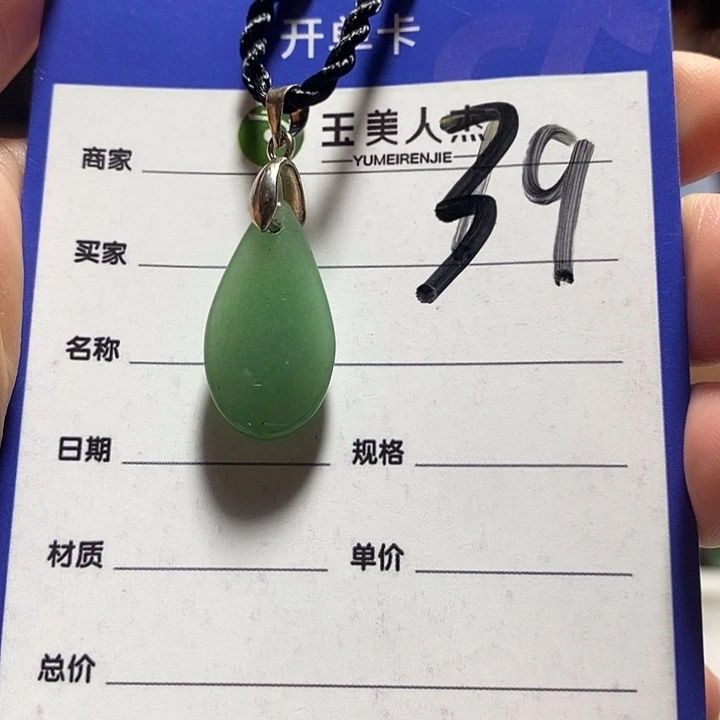 开单卡
玉美人杰
YUMEIRENJIE
39
商家
买家
名称
日期 规格
材质 单价
总价